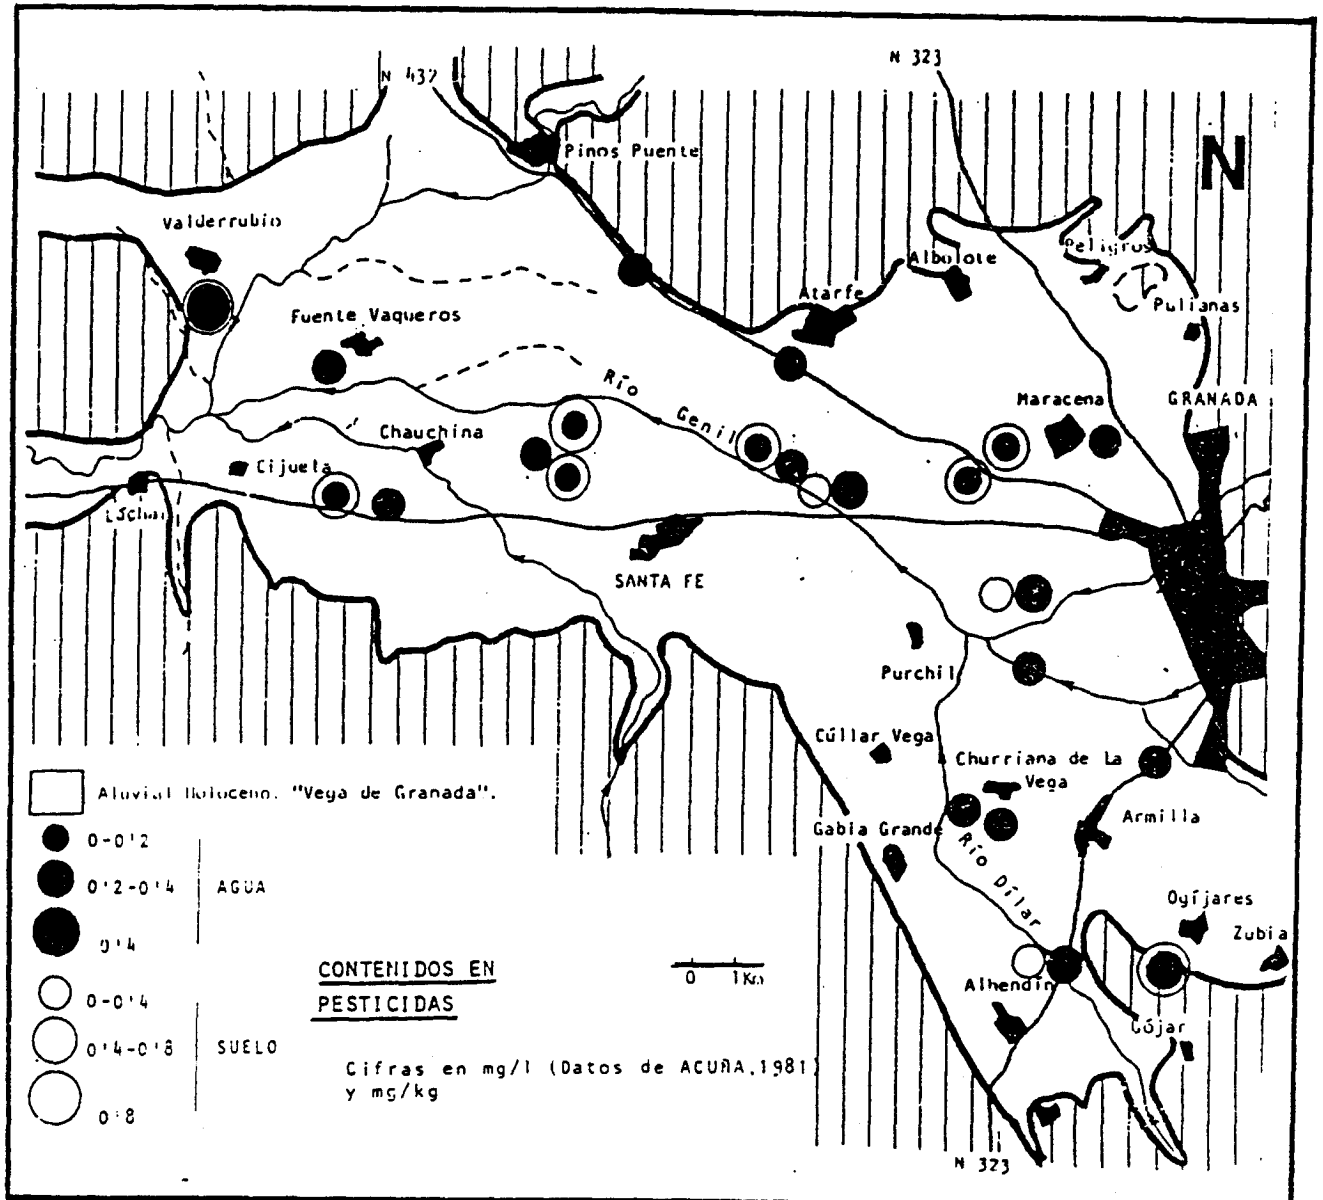 N 432
N 323
N
Pinos Puente
Valderrubio
Peligros
Albolote
Atarfe
Pulianas
Fuente Vaqueros
Río Genil
Maracena
GRANADA
Chauchina
Cijuela
Láchar
SANTA FE
Purchil
Cúllar Vega
Churriana de La
Vega
Armilla
Gabia Grande
Río Dílar
Ogíjares
Zubia
Alhendín
Gójar
N 323
Aluvial Holoceno. "Vega de Granada".
0-0'2
0'2-0'4
0'4
AGUA
0-0'4
0'4-0'8
0'8
SUELO
CONTENIDOS EN
PESTICIDAS
0 1Km
Cifras en mg/l (Datos de ACUÑA,1981)
y mg/kg